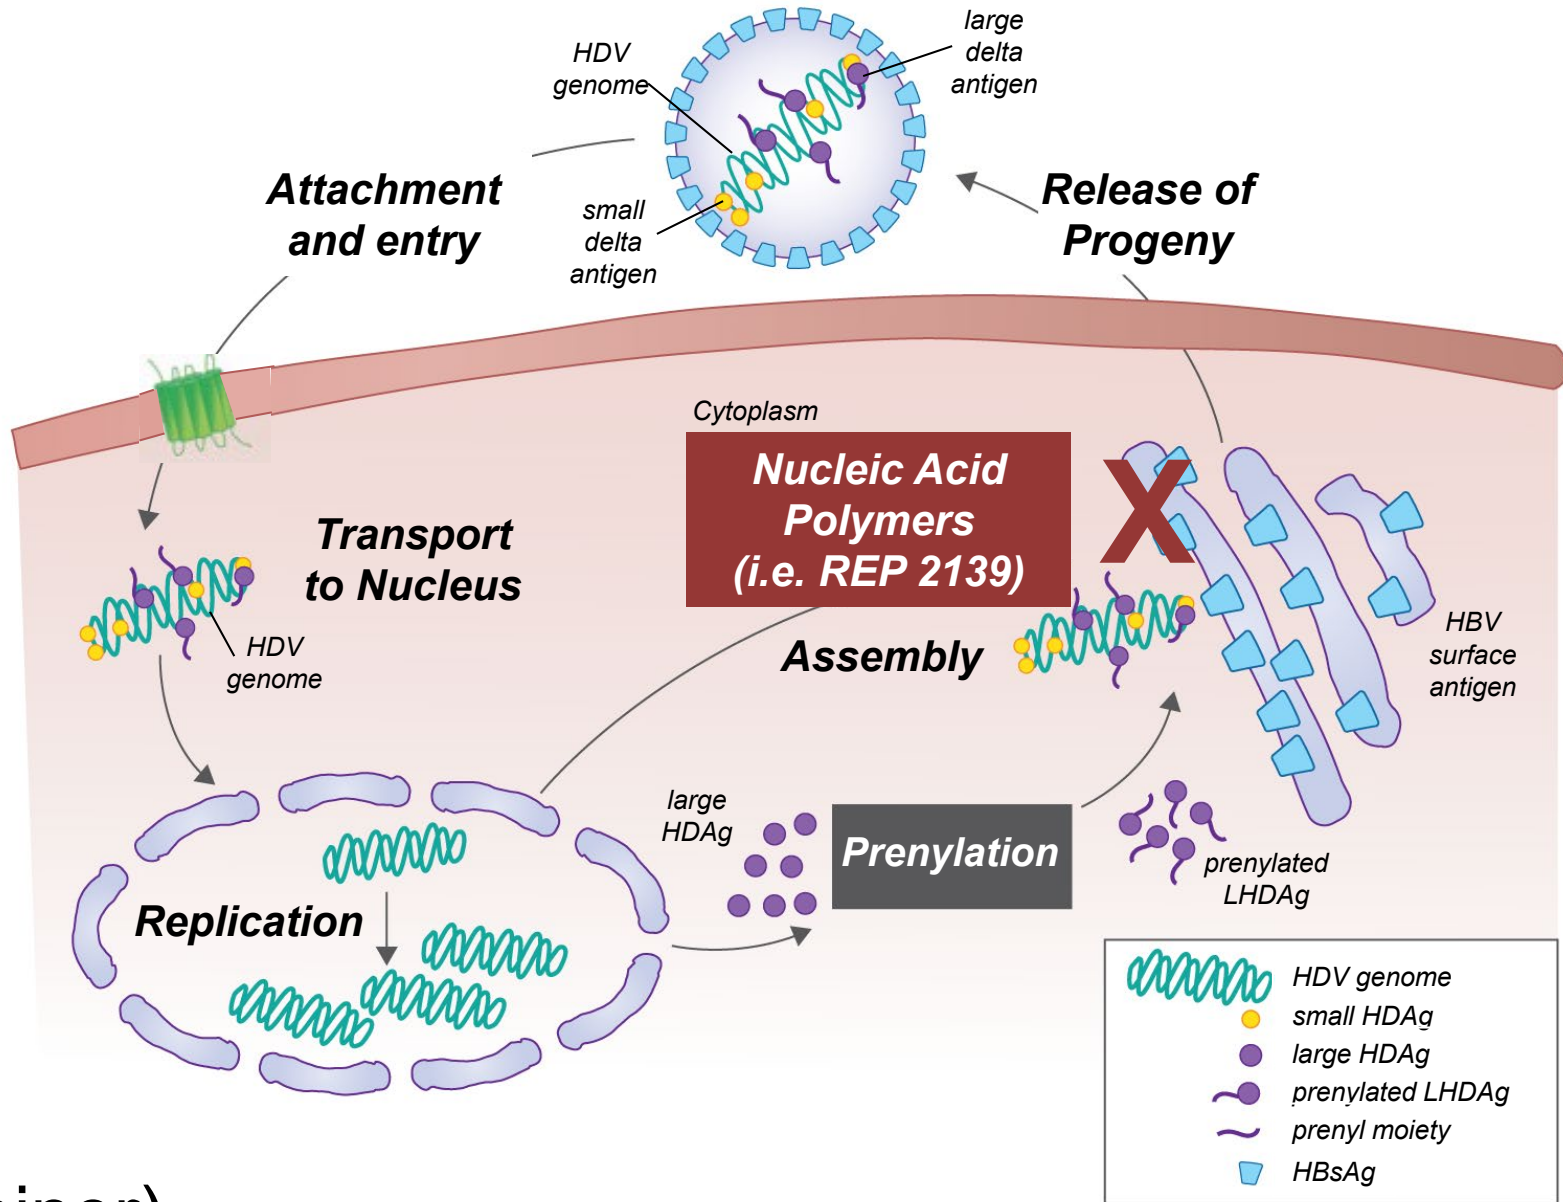 HDV
genome
large
delta
antigen
small
delta
antigen
Attachment
and entry
Release of
Progeny
Cytoplasm
Nucleic Acid
Polymers
(i.e. REP 2139)
X
Transport
to Nucleus
HDV
genome
Assembly
HBV
surface
antigen
large
HDAg
Prenylation
prenylated
LHDAg
Replication
HDV genome
small HDAg
large HDAg
prenylated LHDAg
prenyl moiety
HBsAg